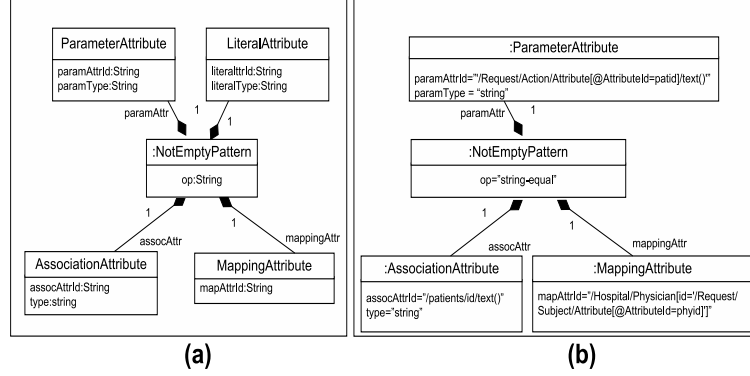 ParameterAttribute
paramAttrId:String
paramType:String
LiteralAttribute
literalttrId:String
literalType:String
paramAttr
1
1
:NotEmptyPattern
op:String
1
1
assocAttr
mappingAttr
AssociationAttribute
assocAttrId:String
type:string
MappingAttribute
mapAttrId:String
(a)
:ParameterAttribute
paramAttrId="'/Request/Action/Attribute[@AttributeId=patid]/text()'"
paramType = "string"
paramAttr
1
:NotEmptyPattern
op="string-equal"
1
1
assocAttr
mappingAttr
:AssociationAttribute
assocAttrId="/patients/id/text()"
type="string"
:MappingAttribute
mapAttrId="/Hospital/Physician[id='/Request/
Subject/Attribute[@AttributeId=phyid]']"
(b)